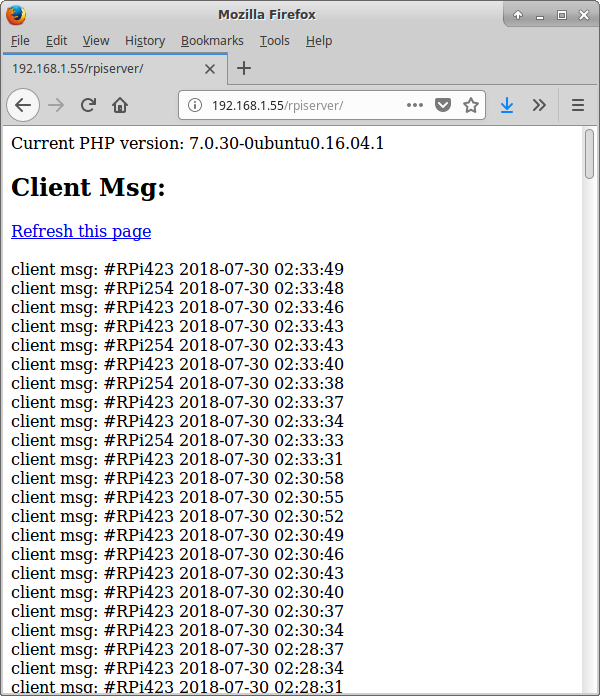 Mozilla Firefox
File Edit View History Bookmarks Tools Help
192.168.1.55/rpiserver/
192.168.1.55/rpiserver/
Current PHP version: 7.0.30-0ubuntu0.16.04.1
Client Msg:
Refresh this page
client msg: #RPi423 2018-07-30 02:33:49
client msg: #RPi254 2018-07-30 02:33:48
client msg: #RPi423 2018-07-30 02:33:46
client msg: #RPi423 2018-07-30 02:33:43
client msg: #RPi254 2018-07-30 02:33:43
client msg: #RPi423 2018-07-30 02:33:40
client msg: #RPi254 2018-07-30 02:33:38
client msg: #RPi423 2018-07-30 02:33:37
client msg: #RPi423 2018-07-30 02:33:34
client msg: #RPi254 2018-07-30 02:33:33
client msg: #RPi423 2018-07-30 02:33:31
client msg: #RPi423 2018-07-30 02:30:58
client msg: #RPi423 2018-07-30 02:30:55
client msg: #RPi423 2018-07-30 02:30:52
client msg: #RPi423 2018-07-30 02:30:49
client msg: #RPi423 2018-07-30 02:30:46
client msg: #RPi423 2018-07-30 02:30:43
client msg: #RPi423 2018-07-30 02:30:40
client msg: #RPi423 2018-07-30 02:30:37
client msg: #RPi423 2018-07-30 02:30:34
client msg: #RPi423 2018-07-30 02:28:37
client msg: #RPi423 2018-07-30 02:28:34
client msg: #RPi423 2018-07-30 02:28:31